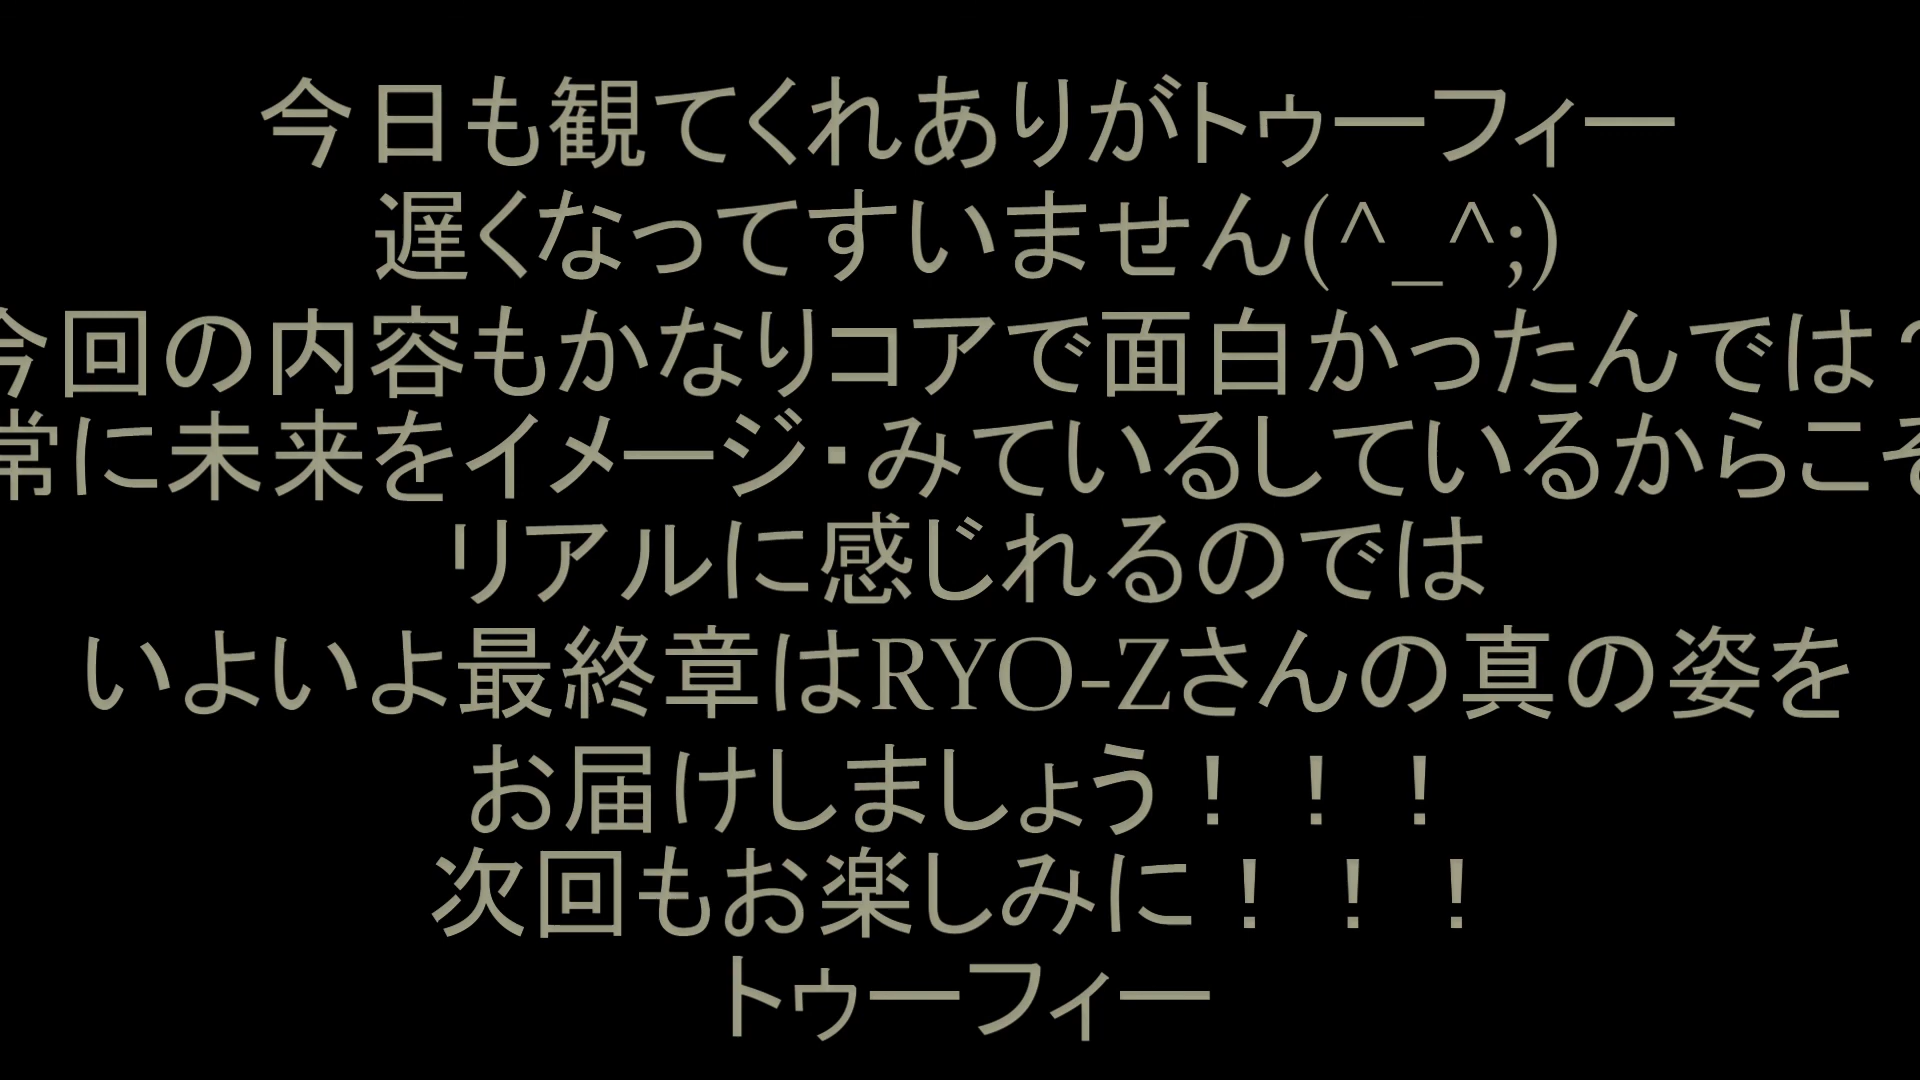 今日も観てくれありがトゥーフィー
遅くなってすいません(^_^;)
今回の内容もかなりコアで面白かったんでは？
常に未来をイメージ・みているしているからこそ
リアルに感じれるのでは
いよいよ最終章はRYO-Zさんの真の姿を
お届けしましょう！！！
次回もお楽しみに！！！
トゥーフィー